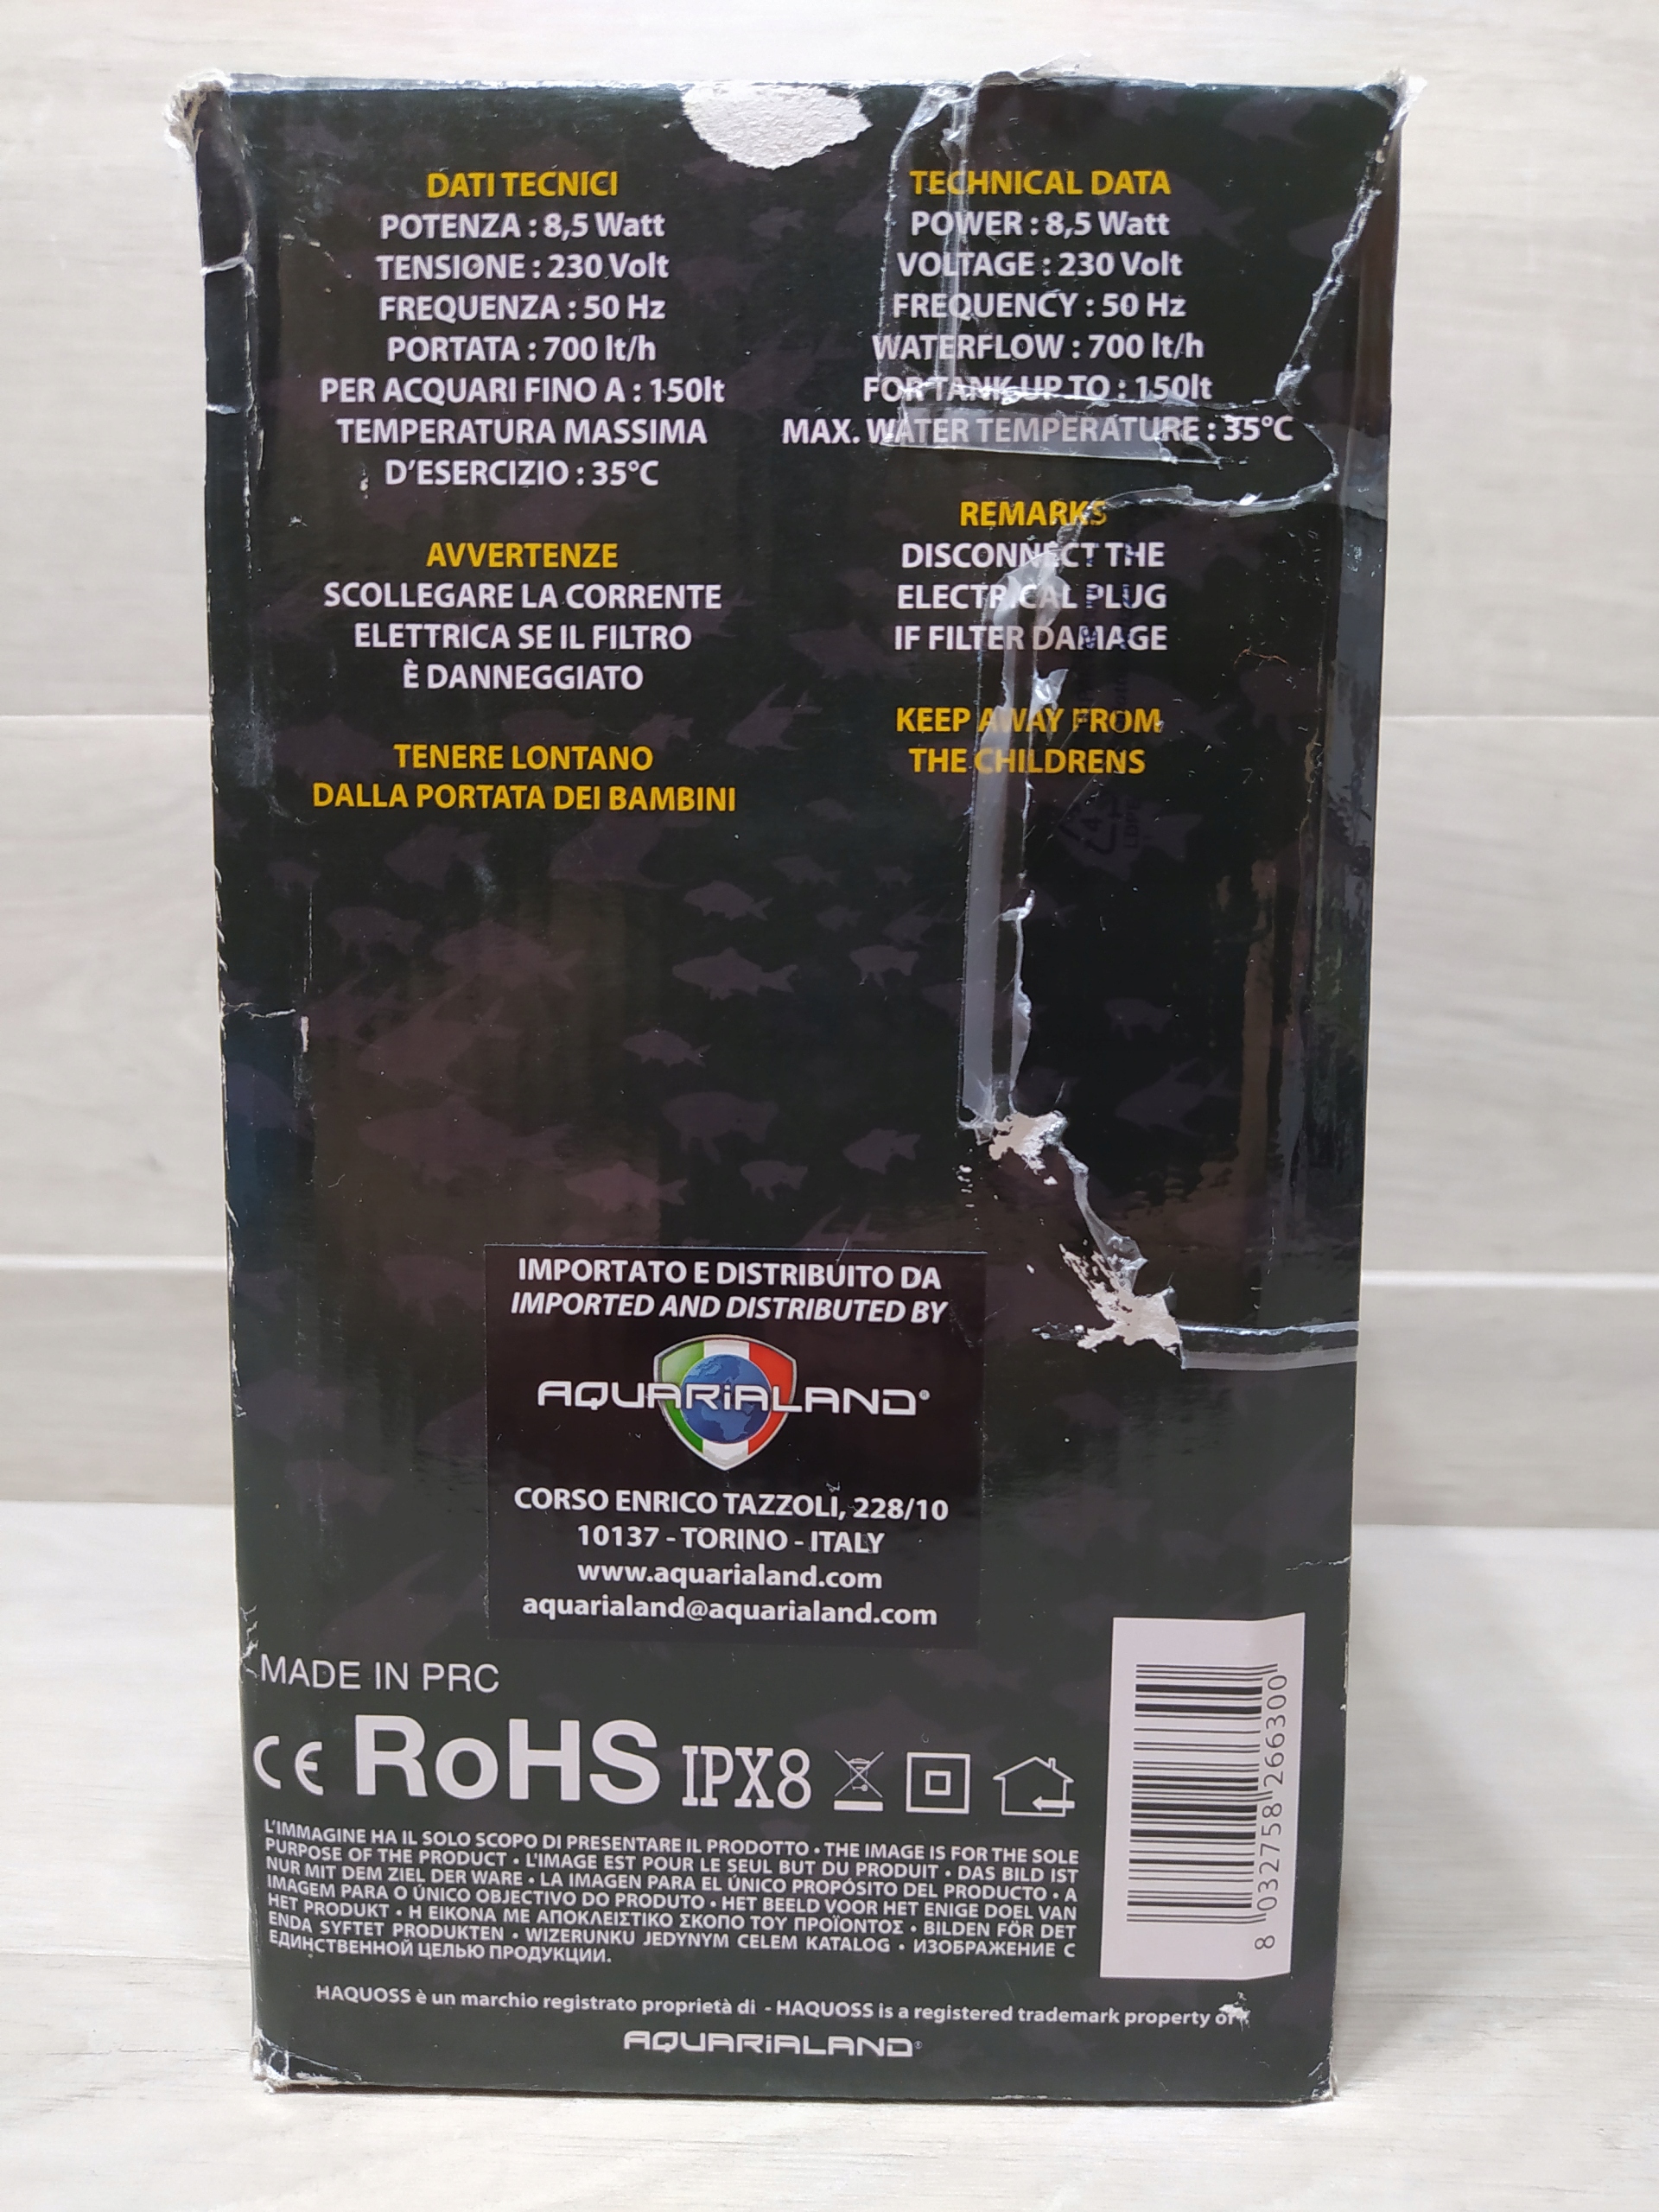 DATI TECNICI
POTENZA : 8,5 Watt
TENSIONE : 230 Volt
FREQUENZA : 50 Hz
PORTATA : 700 lt/h
PER ACQUARI FINO A : 150lt
TEMPERATURA MASSIMA
D'ESERCIZIO : 35°C
AVVERTENZE
SCOLLEGARE LA CORRENTE
ELETTRICA SE IL FILTRO
È DANNEGGIATO
TENERE LONTANO
DALLA PORTATA DEI BAMBINI
TECHNICAL DATA
POWER : 8,5 Watt
VOLTAGE : 230 Volt
FREQUENCY : 50 Hz
WATERFLOW : 700 lt/h
FOR TANK UP TO : 150lt
MAX. WATER TEMPERATURE : 35°C
REMARKS
DISCONNECT THE
ELECTRICAL PLUG
IF FILTER DAMAGE
KEEP AWAY FROM
THE CHILDRENS
IMPORTATO E DISTRIBUITO DA
IMPORTED AND DISTRIBUTED BY
AQUARiALAND®
CORSO ENRICO TAZZOLI, 228/10
10137 - TORINO - ITALY
www.aquarialand.com
aquarialand@aquarialand.com
MADE IN PRC
CE RoHS IPX8
8 032758 266300
L'IMMAGINE HA IL SOLO SCOPO DI PRESENTARE IL PRODOTTO • THE IMAGE IS FOR THE SOLE
PURPOSE OF THE PRODUCT • L'IMAGE EST POUR LE SEUL BUT DU PRODUIT • DAS BILD IST
NUR MIT DEM ZIEL DER WARE • LA IMAGEN PARA EL ÚNICO PROPÓSITO DEL PRODUCTO • A
IMAGEM PARA O ÚNICO OBJECTIVO DO PRODUTO • HET BEELD VOOR HET ENIGE DOEL VAN
HET PRODUKT • Η ΕΙΚΟΝΑ ΜΕ ΑΠΟΚΛΕΙΣΤΙΚΟ ΣΚΟΠΟ ΤΟΥ ΠΡΟΪΟΝΤΟΣ • BILDEN FÖR DET
ENDA SYFTET PRODUKTEN • WIZERUNKU JEDYNYM CELEM KATALOG • ИЗОБРАЖЕНИЕ С
ЕДИНСТВЕННОЙ ЦЕЛЬЮ ПРОДУКЦИИ.
HAQUOSS è un marchio registrato proprietà di - HAQUOSS is a registered trademark property of
AQUARiALAND®